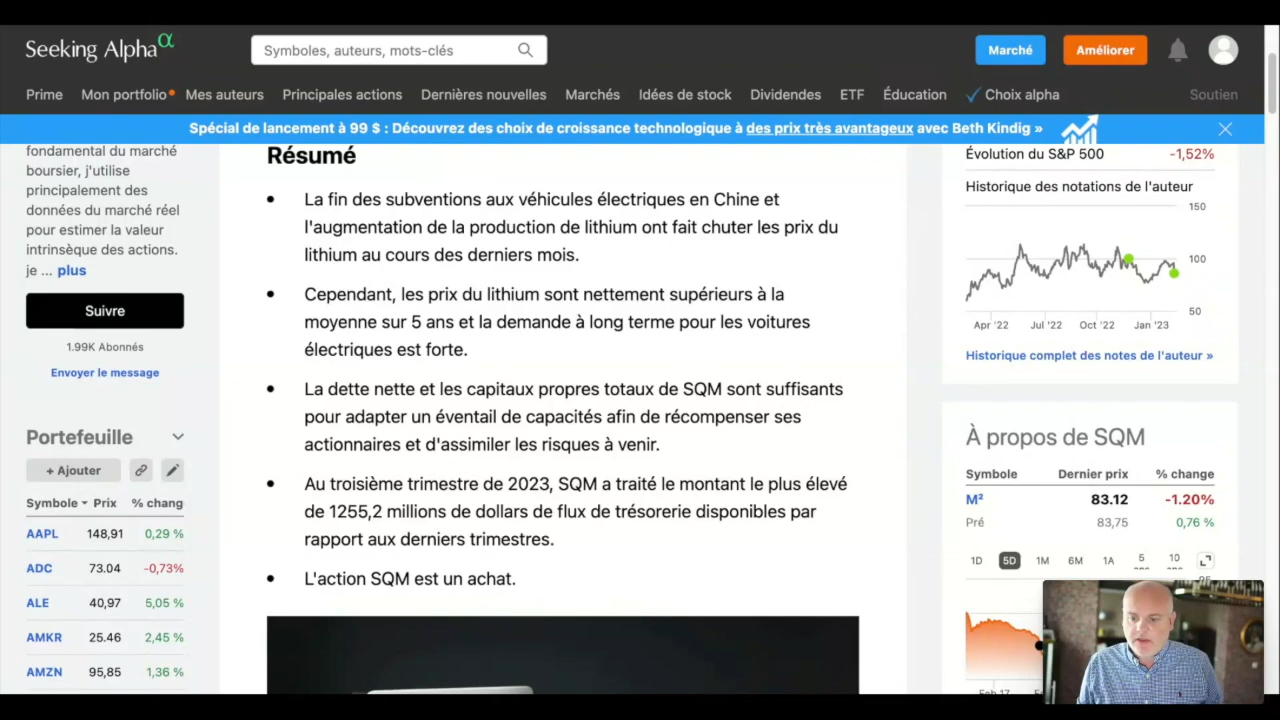 Seeking Alpha α
Symboles, auteurs, mots-clés
Marché
Améliorer
Prime Mon portfolio Mes auteurs Principales actions Dernières nouvelles Marchés Idées de stock Dividendes ETF Éducation Choix alpha Soutien
Spécial de lancement à 99 $ : Découvrez des choix de croissance technologique à des prix très avantageux avec Beth Kindig »
fondamental du marché
boursier, j'utilise
principalement des
données du marché réel
pour estimer la valeur
intrinsèque des actions.
je ... plus
Suivre
1.99K Abonnés
Envoyer le message
Portefeuille
+ Ajouter
Symbole Prix % chang
AAPL 148,91 0,29 %
ADC 73.04 -0,73%
ALE 40,97 5,05 %
AMKR 25.46 2,45 %
AMZN 95,85 1,36 %
Résumé
• La fin des subventions aux véhicules électriques en Chine et
l'augmentation de la production de lithium ont fait chuter les prix du
lithium au cours des derniers mois.
• Cependant, les prix du lithium sont nettement supérieurs à la
moyenne sur 5 ans et la demande à long terme pour les voitures
électriques est forte.
• La dette nette et les capitaux propres totaux de SQM sont suffisants
pour adapter un éventail de capacités afin de récompenser ses
actionnaires et d'assimiler les risques à venir.
• Au troisième trimestre de 2023, SQM a traité le montant le plus élevé
de 1255,2 millions de dollars de flux de trésorerie disponibles par
rapport aux derniers trimestres.
• L'action SQM est un achat.
Évolution du S&P 500 -1,52%
Historique des notations de l'auteur
150
100
50
Apr '22 Jul '22 Oct '22 Jan '23
Historique complet des notes de l'auteur »
À propos de SQM
Symbole Dernier prix % change
M² 83.12 -1.20%
Pré 83,75 0,76 %
1D 5D 1M 6M 1A 5 10
Feb 17